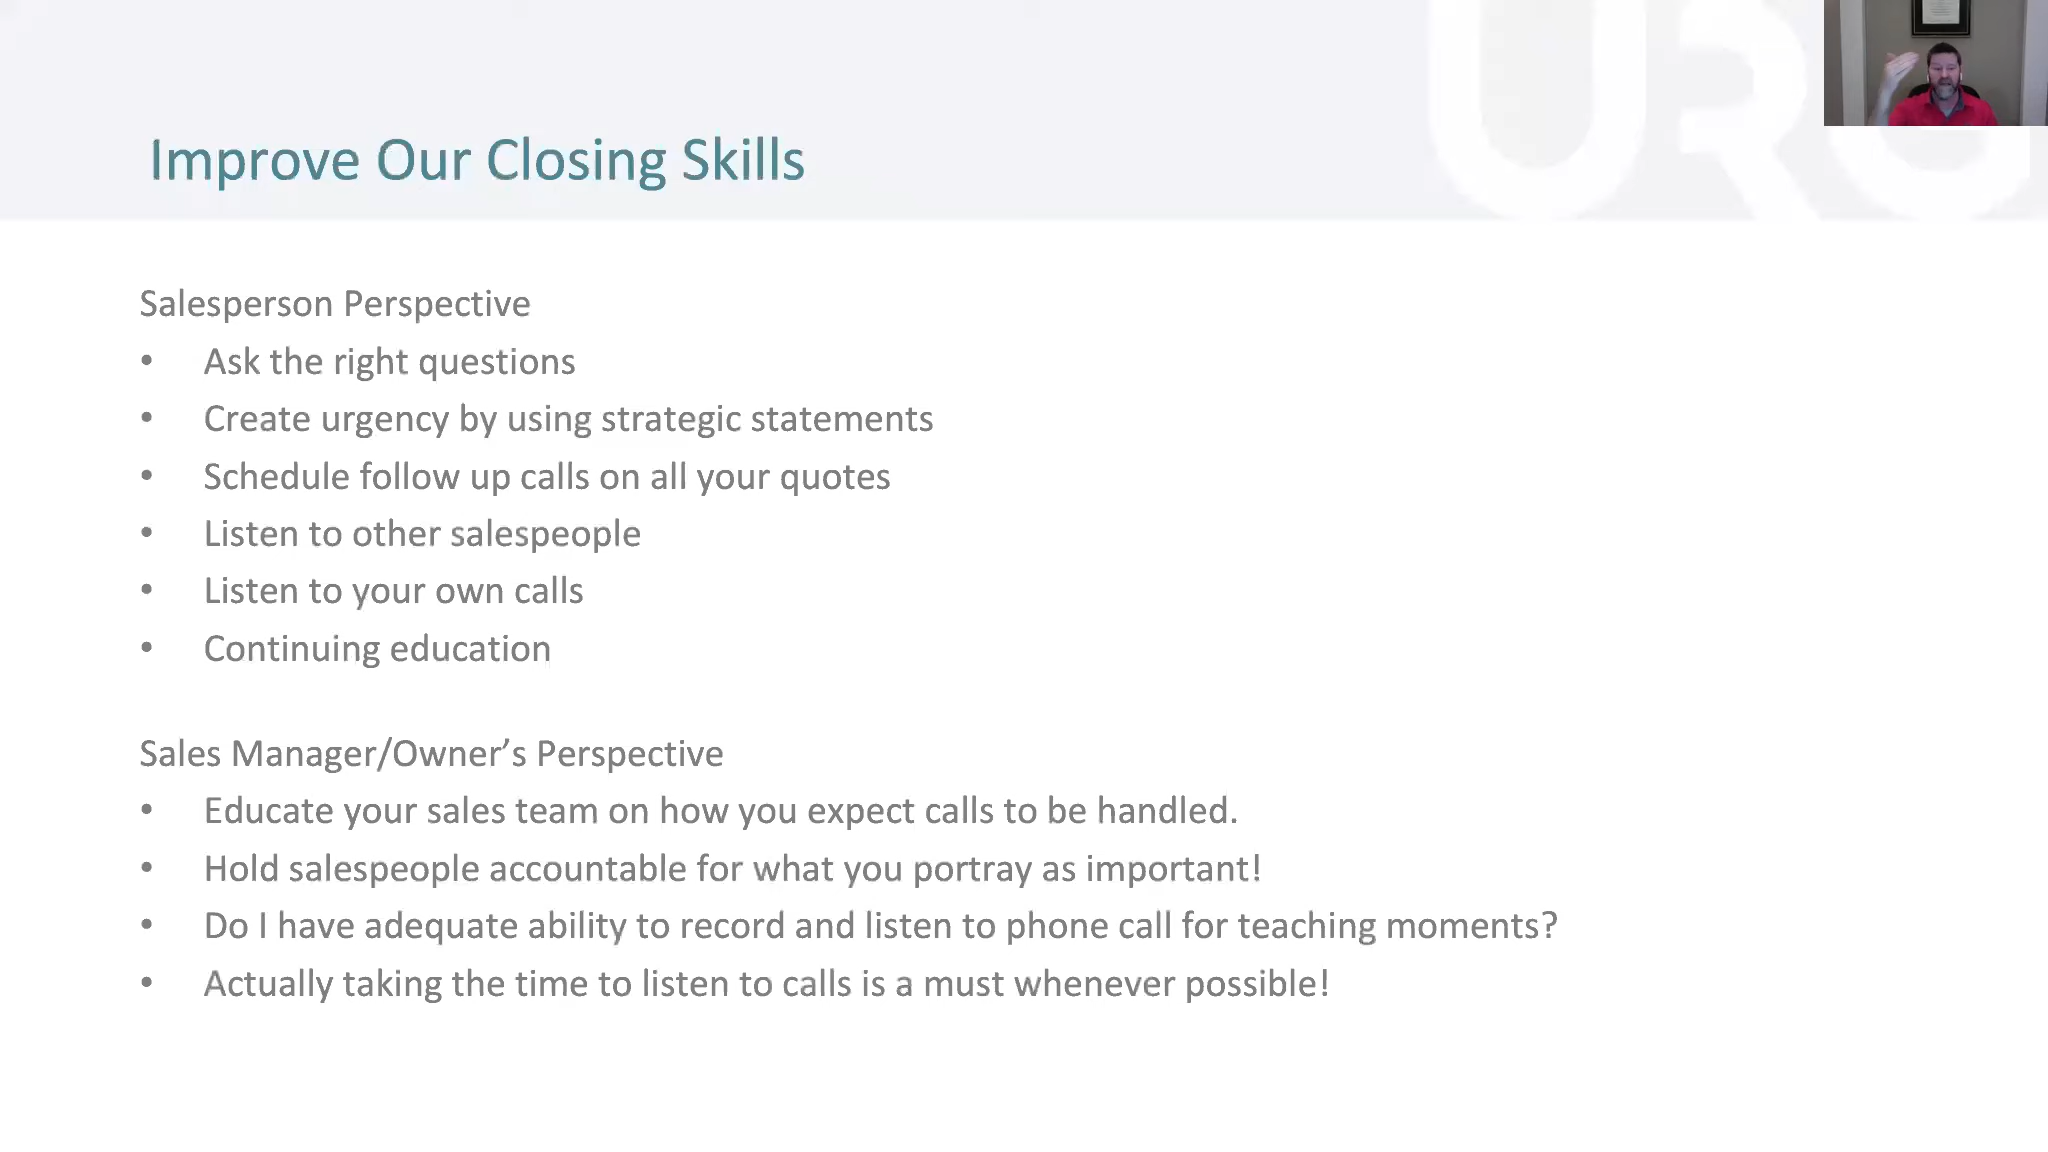 URG
Improve Our Closing Skills
Salesperson Perspective
• Ask the right questions
• Create urgency by using strategic statements
• Schedule follow up calls on all your quotes
• Listen to other salespeople
• Listen to your own calls
• Continuing education
Sales Manager/Owner’s Perspective
• Educate your sales team on how you expect calls to be handled.
• Hold salespeople accountable for what you portray as important!
• Do I have adequate ability to record and listen to phone call for teaching moments?
• Actually taking the time to listen to calls is a must whenever possible!